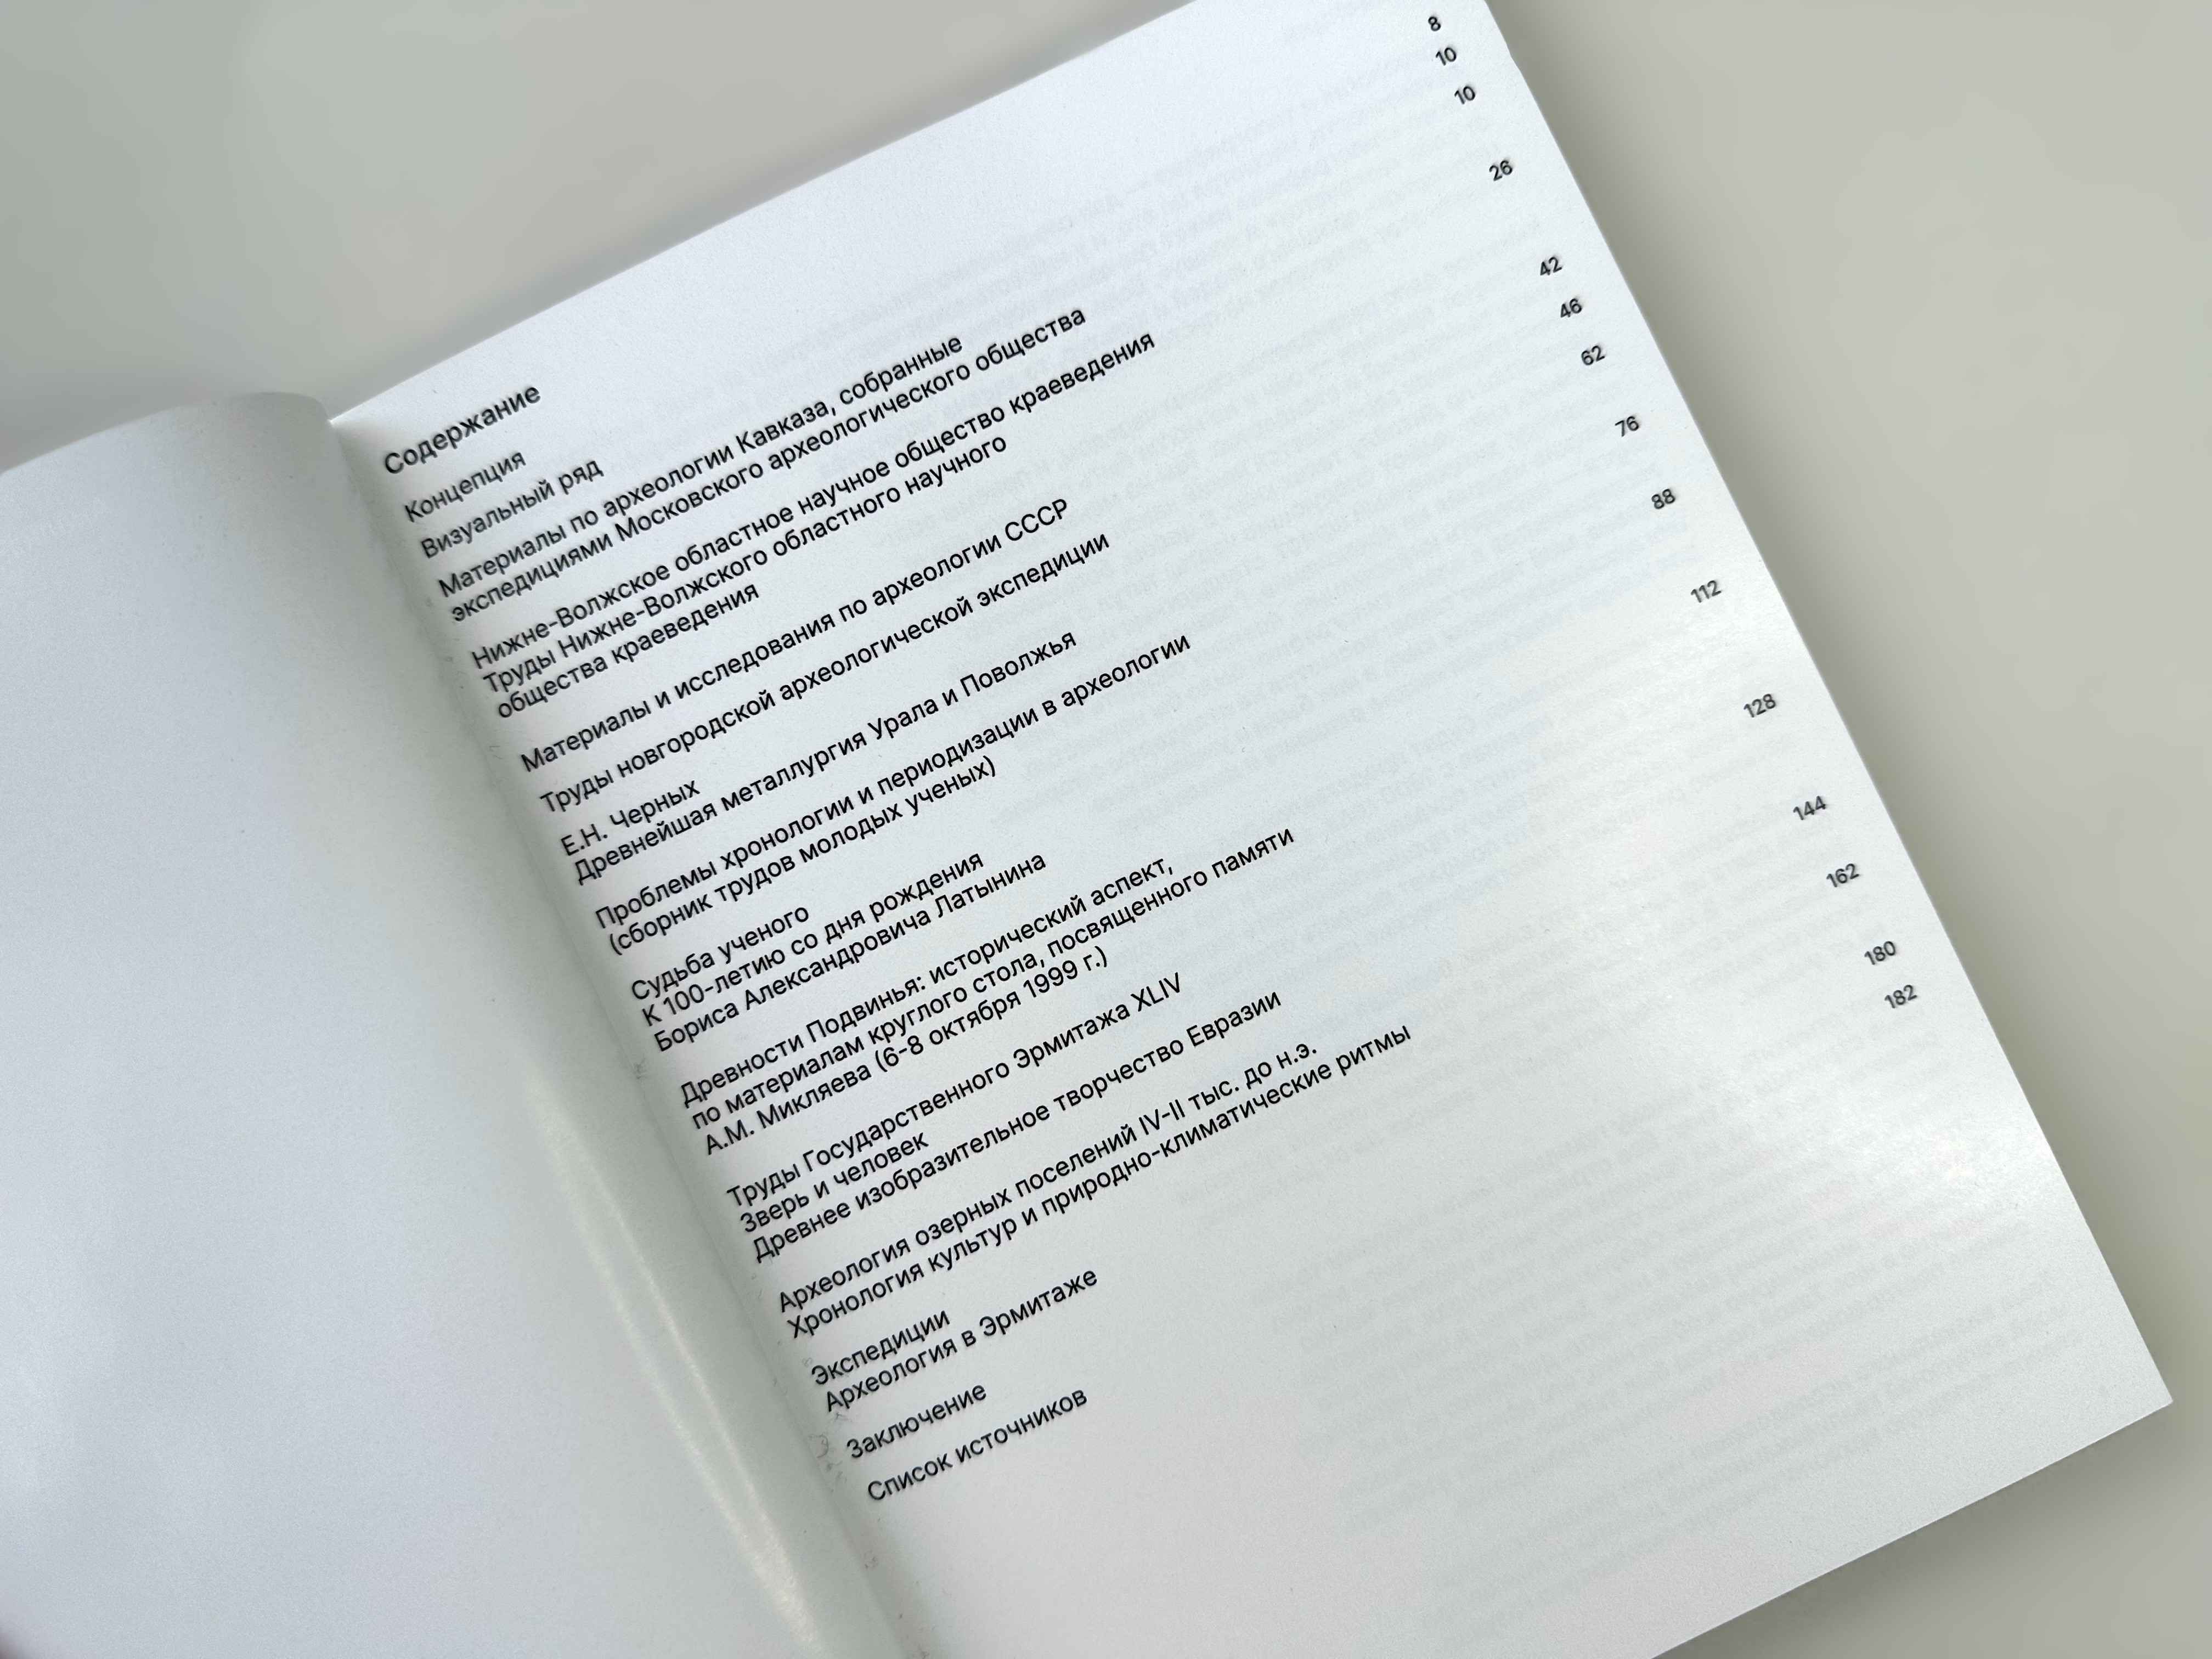 Содержание
Концепция 8
Визуальный ряд 10
Материалы по археологии Кавказа, собранные 10
экспедициями Московского археологического общества
Нижне-Волжское областное научное общество краеведения 26
Труды Нижне-Волжского областного научного
общества краеведения
Материалы и исследования по археологии СССР 42
Труды новгородской археологической экспедиции 46
Е.Н. Черных 62
Древнейшая металлургия Урала и Поволжья
Проблемы хронологии и периодизации в археологии 76
(сборник трудов молодых ученых)
Судьба ученого 88
К 100-летию со дня рождения
Бориса Александровича Латынина
Древности Подвинья: исторический аспект, 112
по материалам круглого стола, посвященного памяти
А.М. Микляева (6-8 октября 1999 г.)
Труды Государственного Эрмитажа XLIV 128
Зверь и человек
Древнее изобразительное творчество Евразии
Археология озерных поселений IV-II тыс. до н.э. 144
Хронология культур и природно-климатические ритмы
Экспедиции 162
Археология в Эрмитаже
Заключение 180
Список источников 182